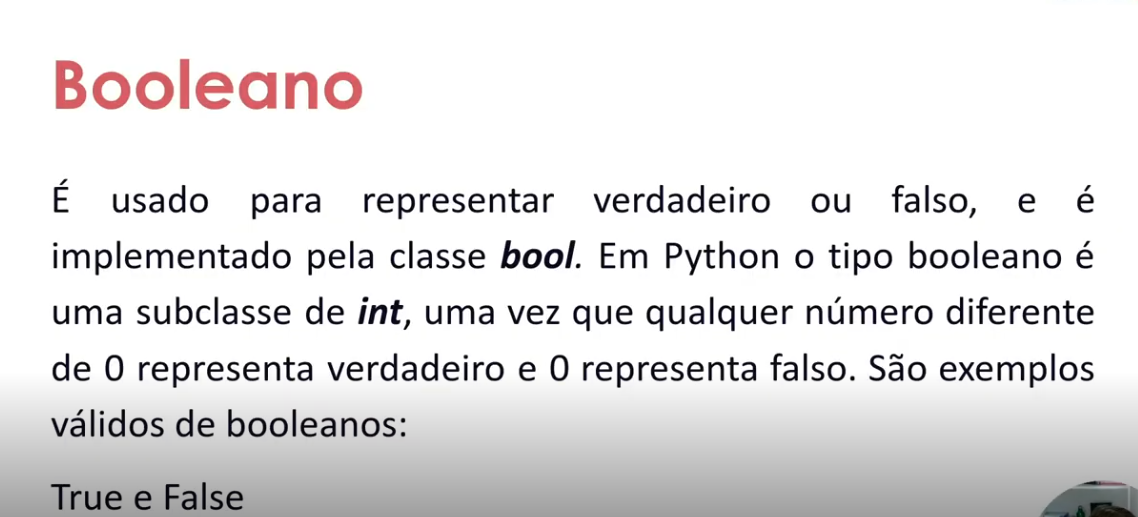 Booleano
É usado para representar verdadeiro ou falso, e é
implementado pela classe bool. Em Python o tipo booleano é
uma subclasse de int, uma vez que qualquer número diferente
de 0 representa verdadeiro e 0 representa falso. São exemplos
válidos de booleanos:
True e False